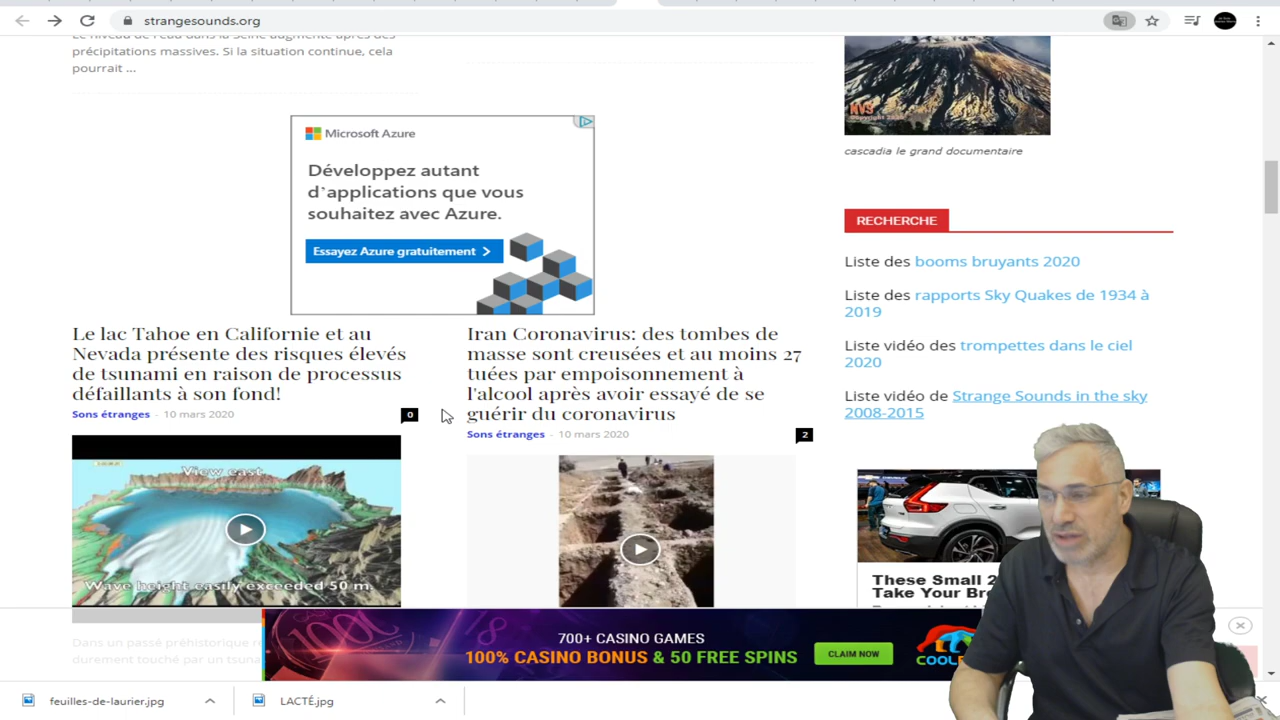 strangesounds.org
Le niveau de l'eau dans la Seine augmente après des
précipitations massives. Si la situation continue, cela
pourrait ...
Microsoft Azure
Développez autant
d'applications que vous
souhaitez avec Azure.
Essayez Azure gratuitement >
Le lac Tahoe en Californie et au
Nevada présente des risques élevés
de tsunami en raison de processus
défaillants à son fond!
Sons étranges - 10 mars 2020
0
View east
Wave height easily exceeded 50 m.
Dans un passé préhistorique
durement touché par un
Iran Coronavirus: des tombes de
masse sont creusées et au moins 27
tuées par empoisonnement à
l'alcool après avoir essayé de se
guérir du coronavirus
Sons étranges - 10 mars 2020
2
cascadia le grand documentaire
RECHERCHE
Liste des booms bruyants 2020
Liste des rapports Sky Quakes de 1934 à
2019
Liste vidéo des trompettes dans le ciel
2020
Liste vidéo de Strange Sounds in the sky
2008-2015
These Small
Take Your
700+ CASINO GAMES
100% CASINO BONUS & 50 FREE SPINS
CLAIM NOW
feuilles-de-laurier.jpg
LACTÉ.jpg